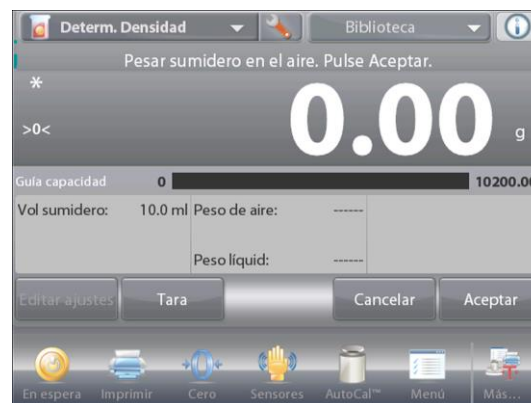 Determ. Densidad Biblioteca
Pesar sumidero en el aire. Pulse Aceptar.
*
>0< 0.00 g
Guía capacidad 0 10200.00
Vol sumidero: 10.0 ml Peso de aire: ------
Peso líquid: ------
Editar ajustes Tara Cancelar Aceptar
En espera Imprimir Cero Sensores AutoCal™ Menú Más...